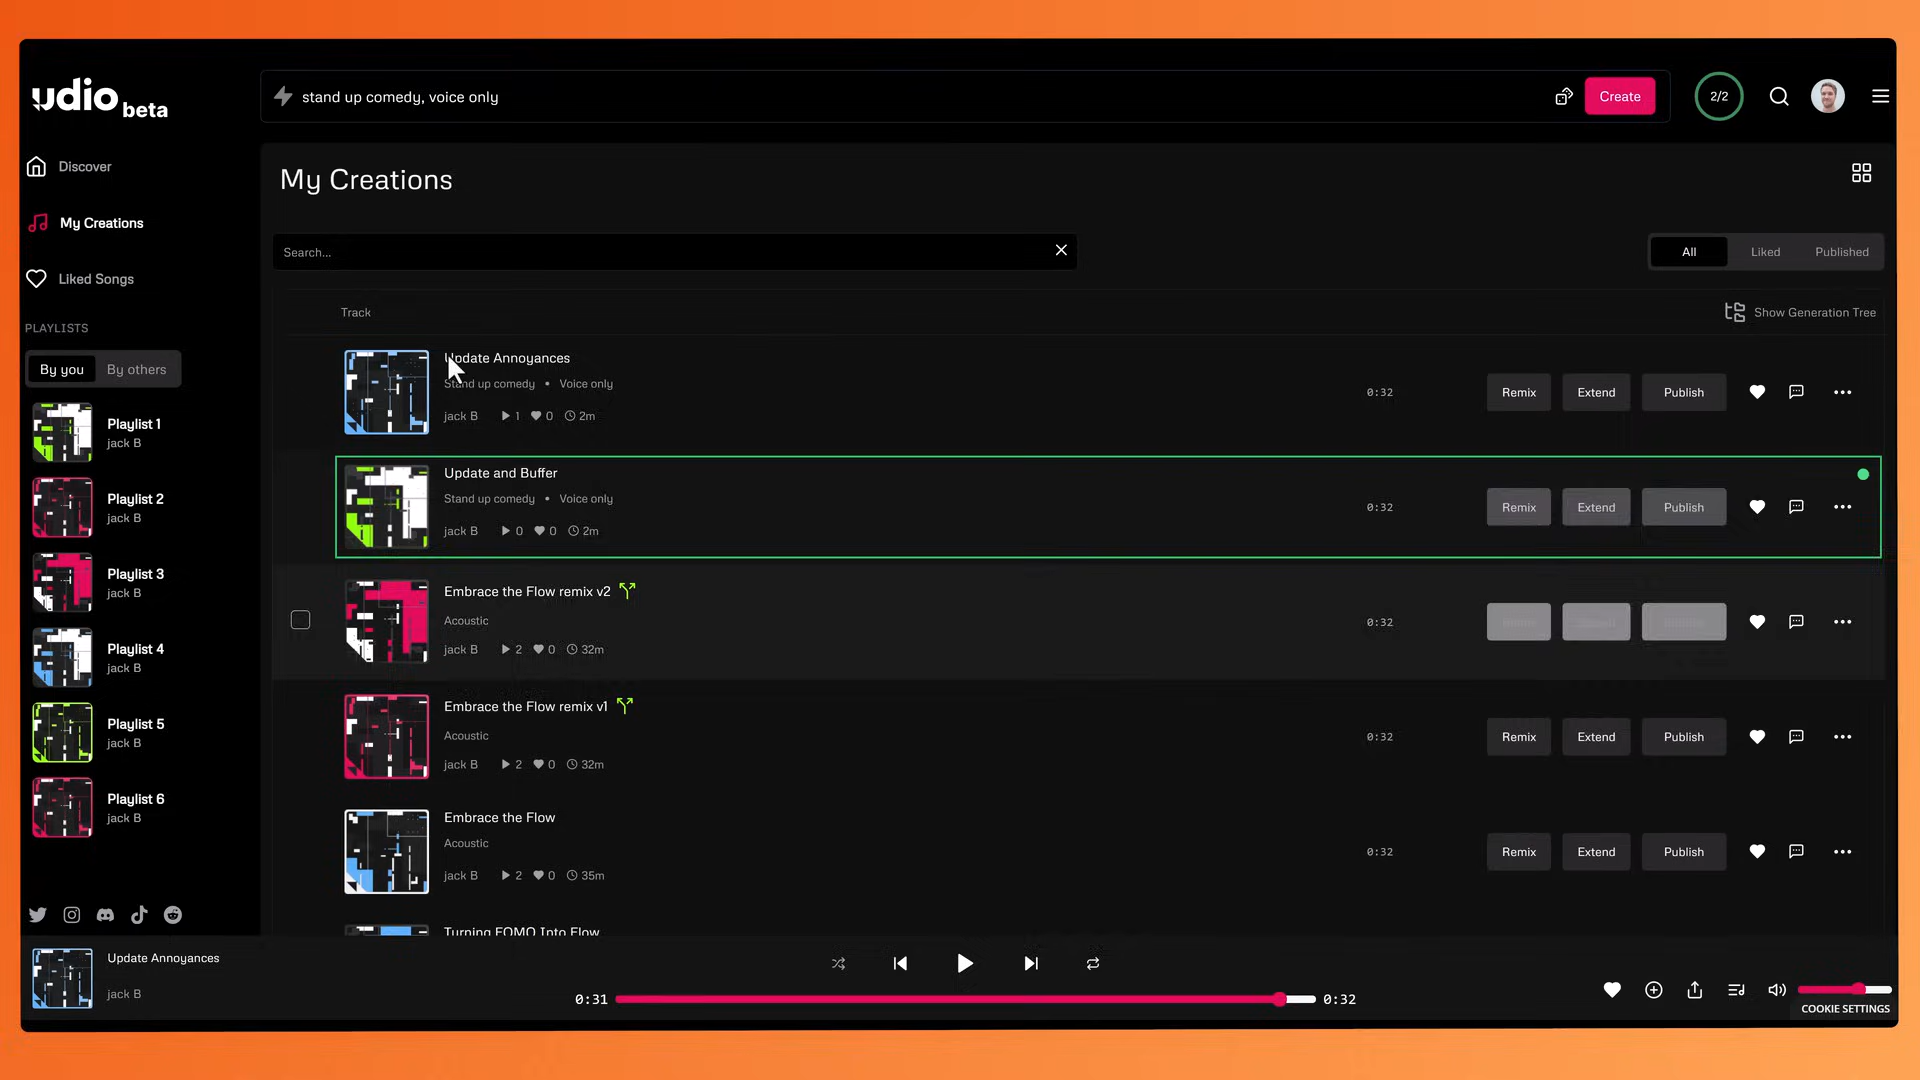 udio beta
stand up comedy, voice only
Create
2/2
Discover
My Creations
Liked Songs
PLAYLISTS
By you
By others
Playlist 1
jack B
Playlist 2
jack B
Playlist 3
jack B
Playlist 4
jack B
Playlist 5
jack B
Playlist 6
jack B
My Creations
Search...
All
Liked
Published
Track
Show Generation Tree
Update Annoyances
Stand up comedy • Voice only
jack B 1 0 2m
0:32
Remix
Extend
Publish
Update and Buffer
Stand up comedy • Voice only
jack B 0 0 2m
0:32
Remix
Extend
Publish
Embrace the Flow remix v2
Acoustic
jack B 2 0 32m
0:32
Embrace the Flow remix v1
Acoustic
jack B 2 0 32m
0:32
Remix
Extend
Publish
Embrace the Flow
Acoustic
jack B 2 0 35m
0:32
Remix
Extend
Publish
Turning FOMO Into Flow
Update Annoyances
jack B
0:31
0:32
COOKIE SETTINGS